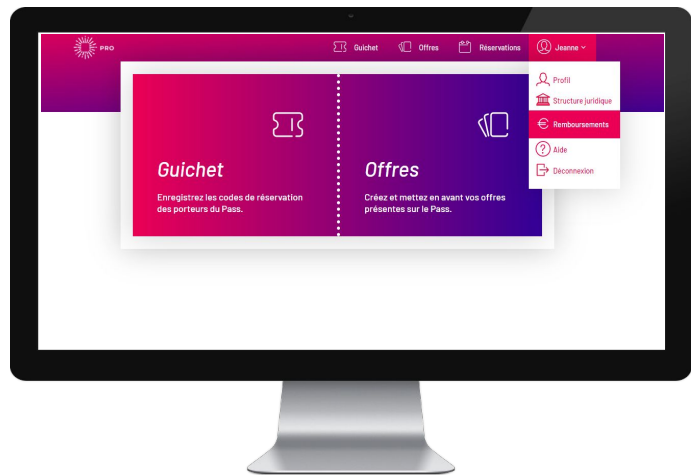 PRO
Guichet
Offres
Réservations
Jeanne
Profil
Structure juridique
Remboursements
Aide
Déconnexion
Guichet
Enregistrez les codes de réservation
des porteurs du Pass.
Offres
Créez et mettez en avant vos offres
présentes sur le Pass.